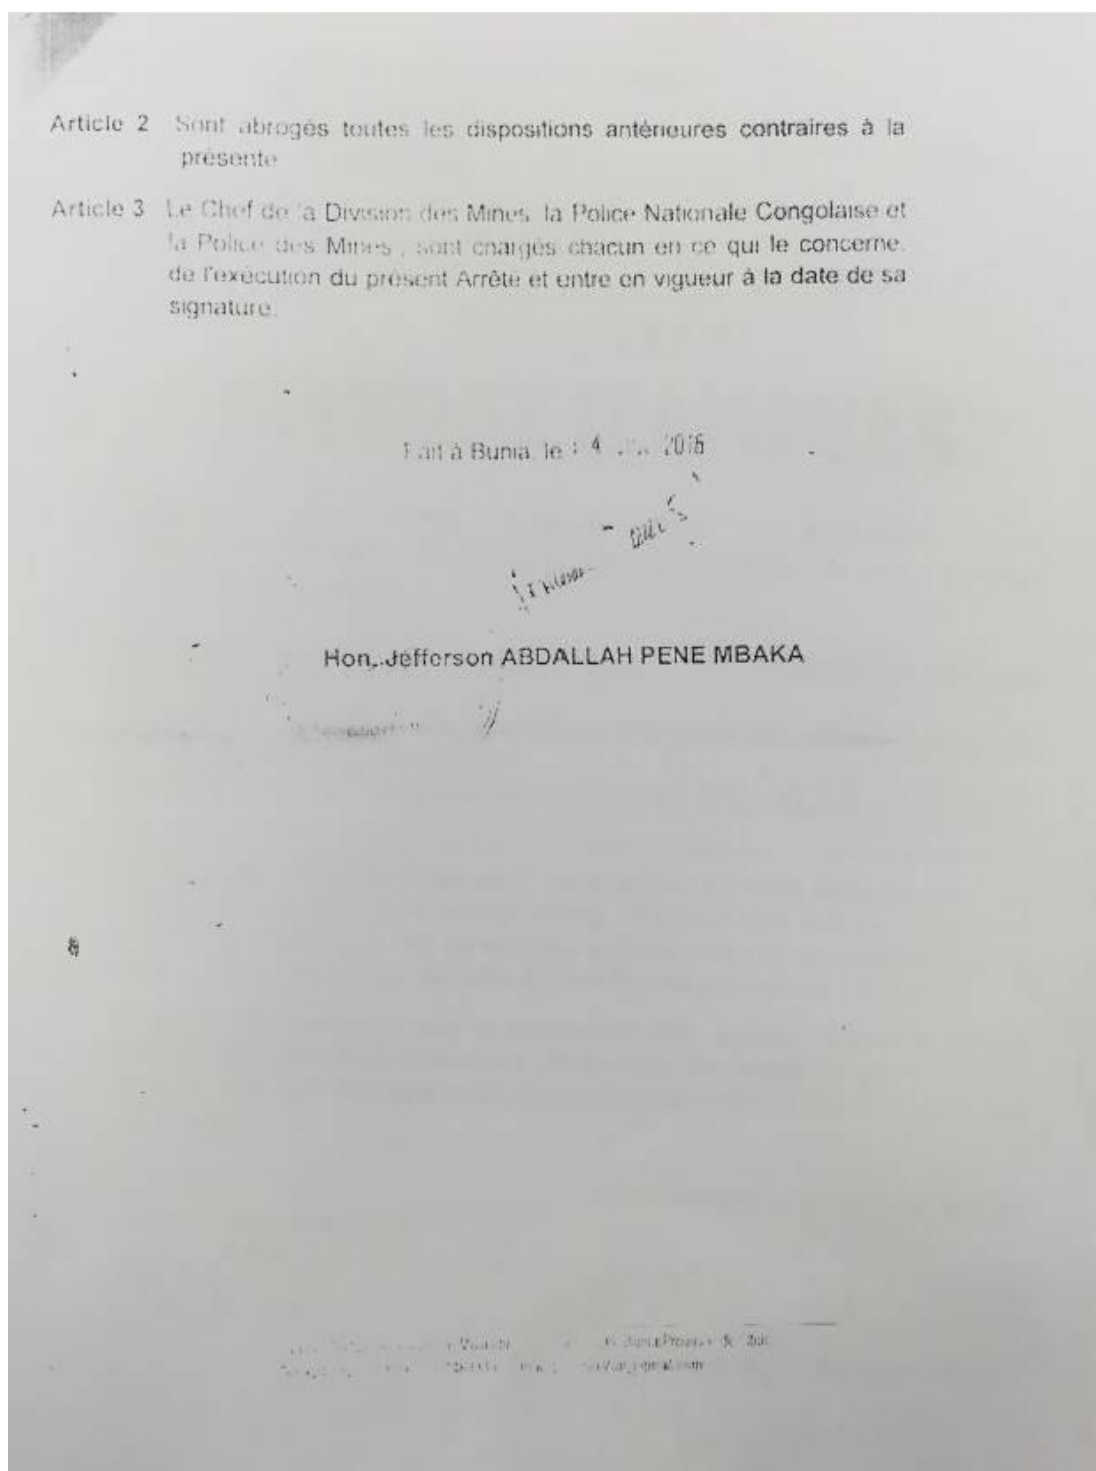 Article 2 Sont abrogés toutes les dispositions antérieures contraires à la
présente
Article 3 Le Chef de la Division des Mines, la Police Nationale Congolaise et
la Police des Mines , sont chargés chacun en ce qui le concerne,
de l'exécution du présent Arrêté et entre en vigueur à la date de sa
signature.
Fait à Bunia, le 4 2016
Hon. Jefferson ABDALLAH PENE MBAKA